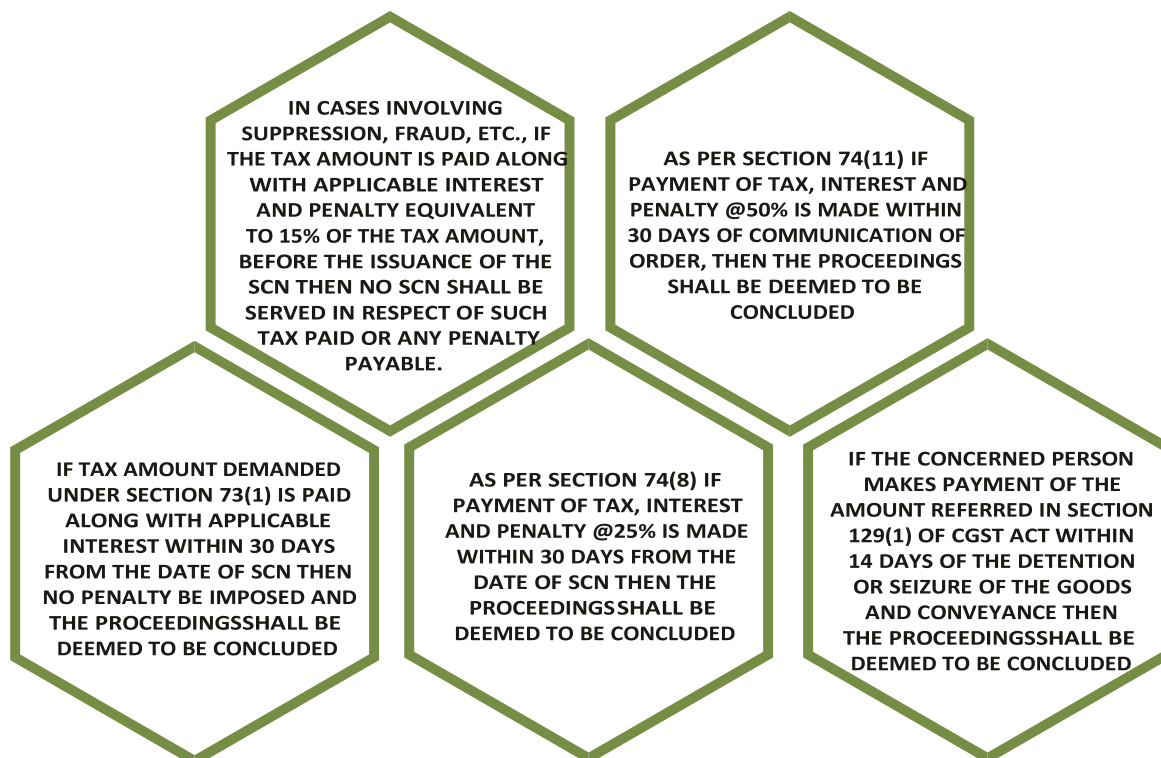 IN CASES INVOLVING
SUPPRESSION, FRAUD, ETC., IF
THE TAX AMOUNT IS PAID ALONG
WITH APPLICABLE INTEREST
AND PENALTY EQUIVALENT
TO 15% OF THE TAX AMOUNT,
BEFORE THE ISSUANCE OF THE
SCN THEN NO SCN SHALL BE
SERVED IN RESPECT OF SUCH
TAX PAID OR ANY PENALTY
PAYABLE.
AS PER SECTION 74(11) IF
PAYMENT OF TAX, INTEREST AND
PENALTY @50% IS MADE WITHIN
30 DAYS OF COMMUNICATION OF
ORDER, THEN THE PROCEEDINGS
SHALL BE DEEMED TO BE
CONCLUDED
IF TAX AMOUNT DEMANDED
UNDER SECTION 73(1) IS PAID
ALONG WITH APPLICABLE
INTEREST WITHIN 30 DAYS
FROM THE DATE OF SCN THEN
NO PENALTY BE IMPOSED AND
THE PROCEEDINGSSHALL BE
DEEMED TO BE CONCLUDED
AS PER SECTION 74(8) IF
PAYMENT OF TAX, INTEREST
AND PENALTY @25% IS MADE
WITHIN 30 DAYS FROM THE
DATE OF SCN THEN THE
PROCEEDINGS SHALL BE
DEEMED TO BE CONCLUDED
IF THE CONCERNED PERSON
MAKES PAYMENT OF THE
AMOUNT REFERRED IN SECTION
129(1) OF CGST ACT WITHIN
14 DAYS OF THE DETENTION
OR SEIZURE OF THE GOODS
AND CONVEYANCE THEN
THE PROCEEDINGSSHALL BE
DEEMED TO BE CONCLUDED